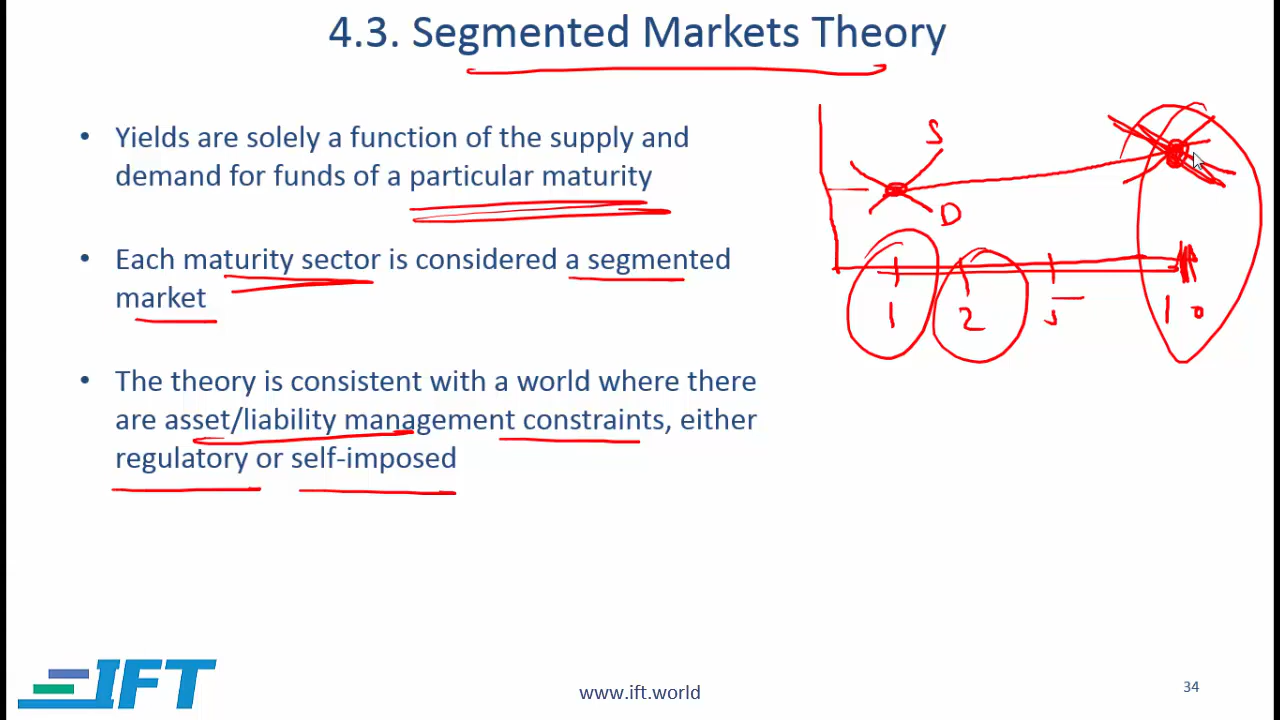 4.3. Segmented Markets Theory
• Yields are solely a function of the supply and
demand for funds of a particular maturity
• Each maturity sector is considered a segmented
market
• The theory is consistent with a world where there
are asset/liability management constraints, either
regulatory or self-imposed
S
D
1 2 5 10
IFT
www.ift.world
34